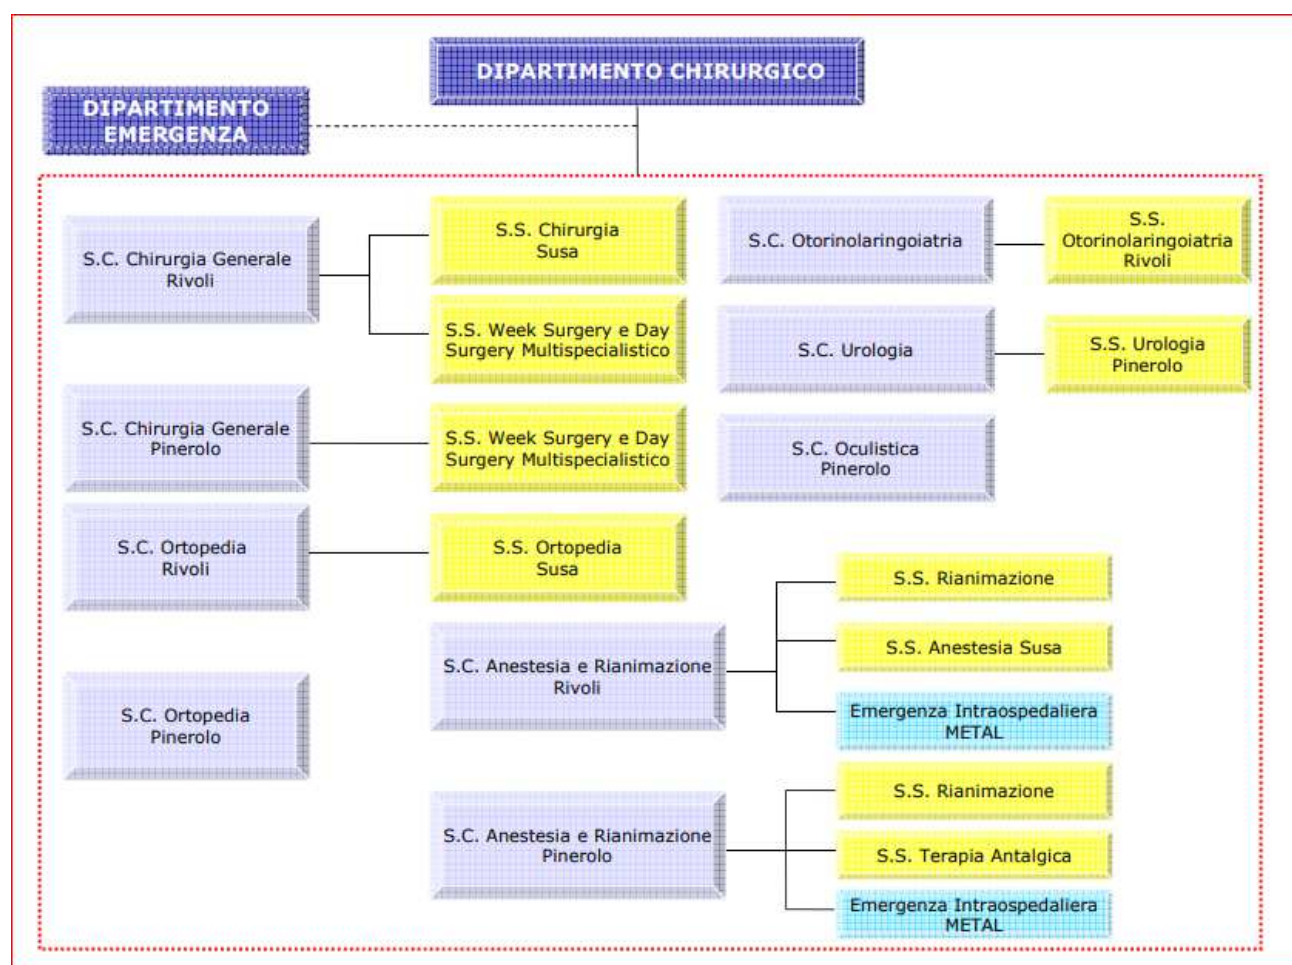 DIPARTIMENTO CHIRURGICO
DIPARTIMENTO
EMERGENZA
S.C. Chirurgia Generale
Rivoli
S.S. Chirurgia
Susa
S.S. Week Surgery e Day
Surgery Multispecialistico
S.C. Chirurgia Generale
Pinerolo
S.S. Week Surgery e Day
Surgery Multispecialistico
S.C. Ortopedia
Rivoli
S.S. Ortopedia
Susa
S.C. Ortopedia
Pinerolo
S.C. Otorinolaringoiatria
S.S.
Otorinolaringoiatria
Rivoli
S.C. Urologia
S.S. Urologia
Pinerolo
S.C. Oculistica
Pinerolo
S.C. Anestesia e Rianimazione
Rivoli
S.S. Rianimazione
S.S. Anestesia Susa
Emergenza Intraospedaliera
METAL
S.C. Anestesia e Rianimazione
Pinerolo
S.S. Rianimazione
S.S. Terapia Antalgica
Emergenza Intraospedaliera
METAL